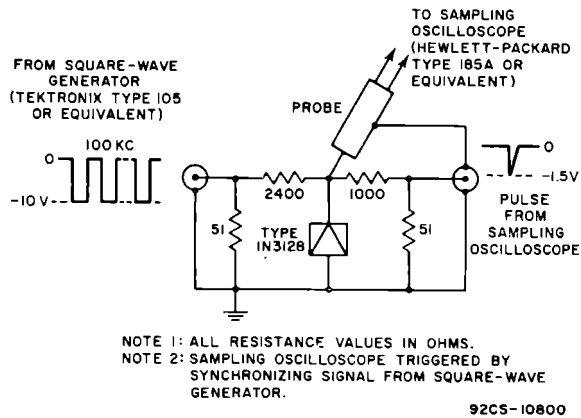 TO SAMPLING
OSCILLOSCOPE
(HEWLETT-PACKARD
TYPE 185A OR
EQUIVALENT)
FROM SQUARE-WAVE
GENERATOR
(TEKTRONIX TYPE 105
OR EQUIVALENT)
PROBE
100 KC
0
-10 V
0
-1.5V
2400
1000
51
TYPE
1N3128
51
PULSE
FROM
SAMPLING
OSCILLOSCOPE
NOTE 1: ALL RESISTANCE VALUES IN OHMS.
NOTE 2: SAMPLING OSCILLOSCOPE TRIGGERED BY
SYNCHRONIZING SIGNAL FROM SQUARE-WAVE
GENERATOR.
92CS-10800